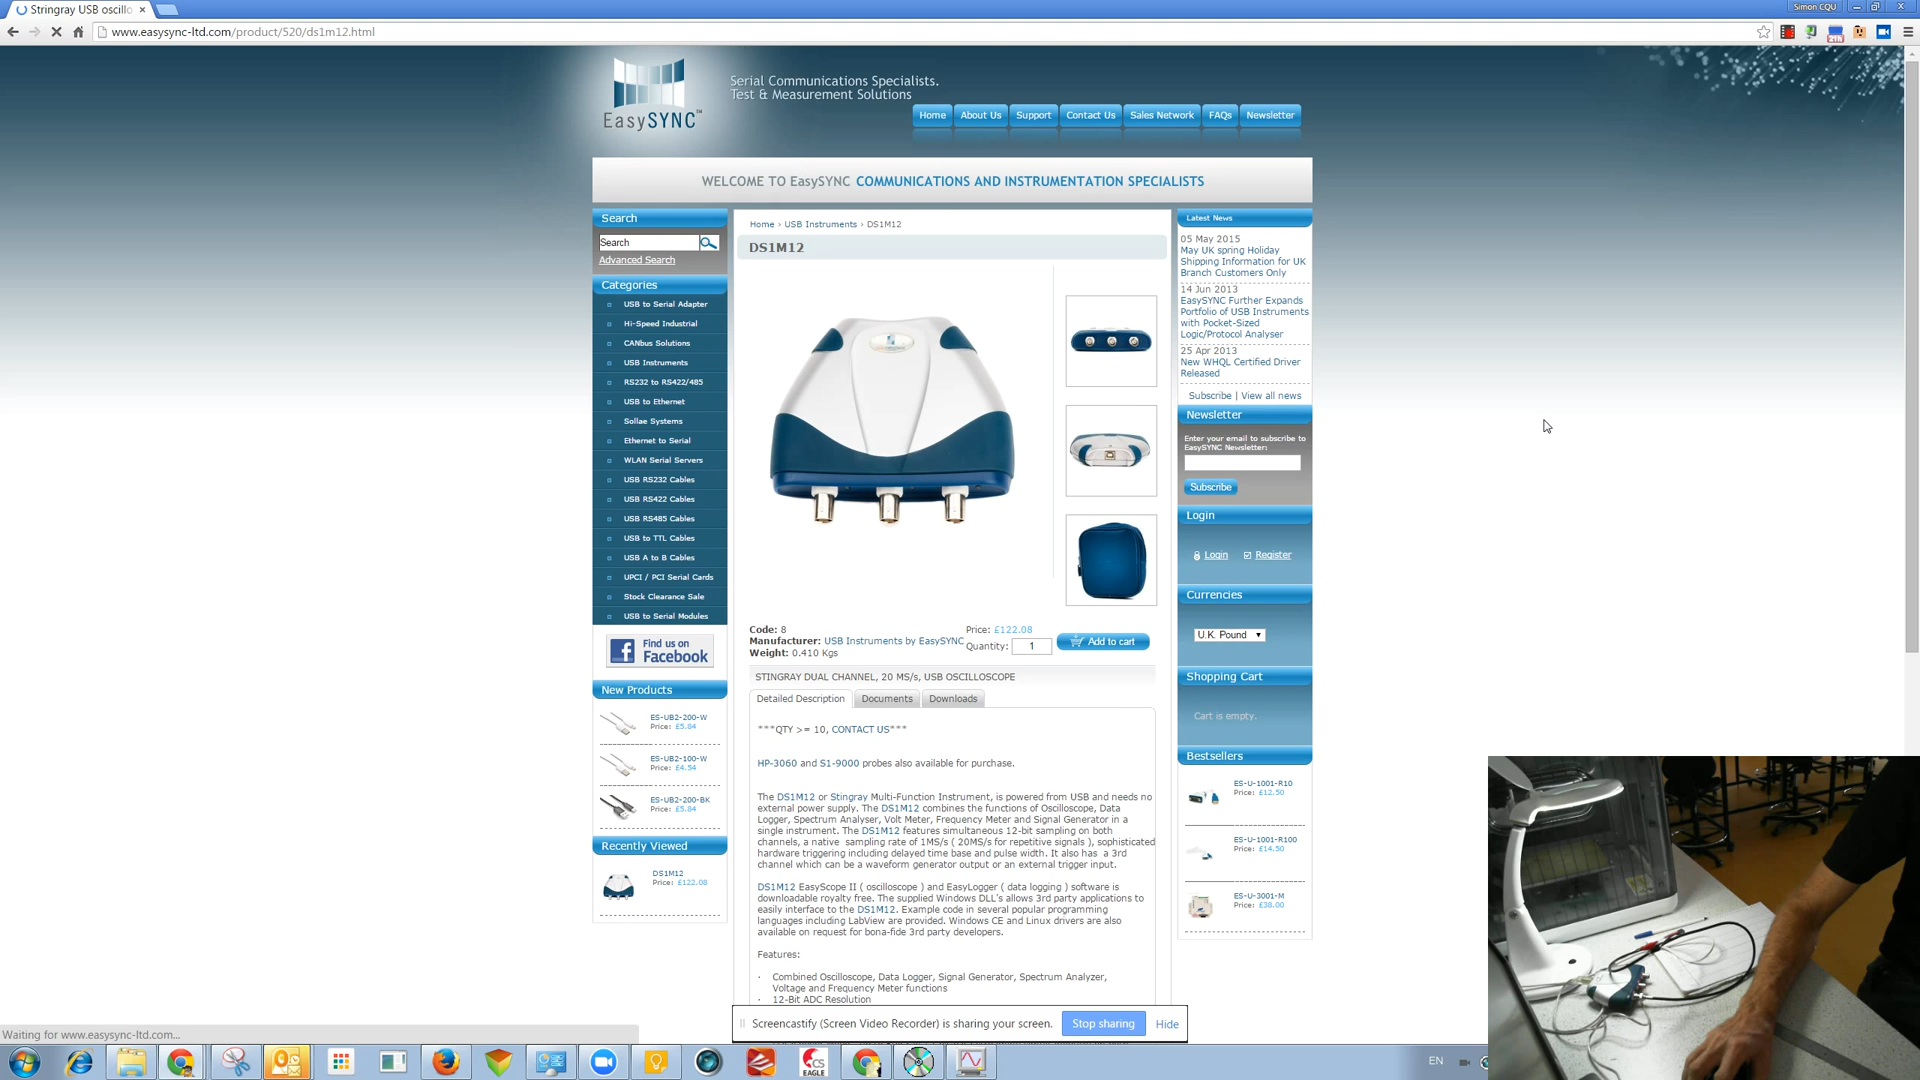 Stringray USB oscillo
Simon CQU
www.easysync-ltd.com/product/520/ds1m12.html
21h
EasySYNC™
Serial Communications Specialists.
Test & Measurement Solutions
Home
About Us
Support
Contact Us
Sales Network
FAQs
Newsletter
WELCOME TO EasySYNC COMMUNICATIONS AND INSTRUMENTATION SPECIALISTS
Search
Search
Advanced Search
Categories
USB to Serial Adapter
Hi-Speed Industrial
CANbus Solutions
USB Instruments
RS232 to RS422/485
USB to Ethernet
Sollae Systems
Ethernet to Serial
WLAN Serial Servers
USB RS232 Cables
USB RS422 Cables
USB RS485 Cables
USB to TTL Cables
USB A to B Cables
UPCI / PCI Serial Cards
Stock Clearance Sale
USB to Serial Modules
Find us on
Facebook
New Products
ES-UB2-200-W
Price: £5.84
ES-UB2-100-W
Price: £4.54
ES-UB2-200-BK
Price: £5.84
Recently Viewed
DS1M12
Price: £122.08
Home › USB Instruments › DS1M12
DS1M12
Code: 8
Manufacturer: USB Instruments by EasySYNC
Weight: 0.410 Kgs
Price: £122.08
Quantity: 1
Add to cart
STINGRAY DUAL CHANNEL, 20 MS/s, USB OSCILLOSCOPE
Detailed Description
Documents
Downloads
***QTY >= 10, CONTACT US***
HP-3060 and S1-9000 probes also available for purchase.
The DS1M12 or Stingray Multi-Function Instrument, is powered from USB and needs no
external power supply. The DS1M12 combines the functions of Oscilloscope, Data
Logger, Spectrum Analyser, Volt Meter, Frequency Meter and Signal Generator in a
single instrument. The DS1M12 features simultaneous 12-bit sampling on both
channels, a native sampling rate of 1MS/s ( 20MS/s for repetitive signals ), sophisticated
hardware triggering including delayed time base and pulse width. It also has a 3rd
channel which can be a waveform generator output or an external trigger input.
DS1M12 EasyScope II ( oscilloscope ) and EasyLogger ( data logging ) software is
downloadable royalty free. The supplied Windows DLL's allows 3rd party applications to
easily interface to the DS1M12. Example code in several popular programming
languages including LabView are provided. Windows CE and Linux drivers are also
available on request for bona-fide 3rd party developers.
Features:
· Combined Oscilloscope, Data Logger, Signal Generator, Spectrum Analyzer,
Voltage and Frequency Meter functions
· 12-Bit ADC Resolution
Latest News
05 May 2015
May UK spring Holiday
Shipping Information for UK
Branch Customers Only
14 Jun 2013
EasySYNC Further Expands
Portfolio of USB Instruments
with Pocket-Sized
Logic/Protocol Analyser
25 Apr 2013
New WHQL Certified Driver
Released
Subscribe | View all news
Newsletter
Enter your email to subscribe to
EasySYNC Newsletter:
Subscribe
Login
Login
Register
Currencies
U.K. Pound
Shopping Cart
Cart is empty.
Bestsellers
ES-U-1001-R10
Price: £12.50
ES-U-1001-R100
Price: £14.50
ES-U-3001-M
Price: £38.00
Screencastify (Screen Video Recorder) is sharing your screen.
Stop sharing
Hide
Waiting for www.easysync-ltd.com...
CS
EAGLE
EN